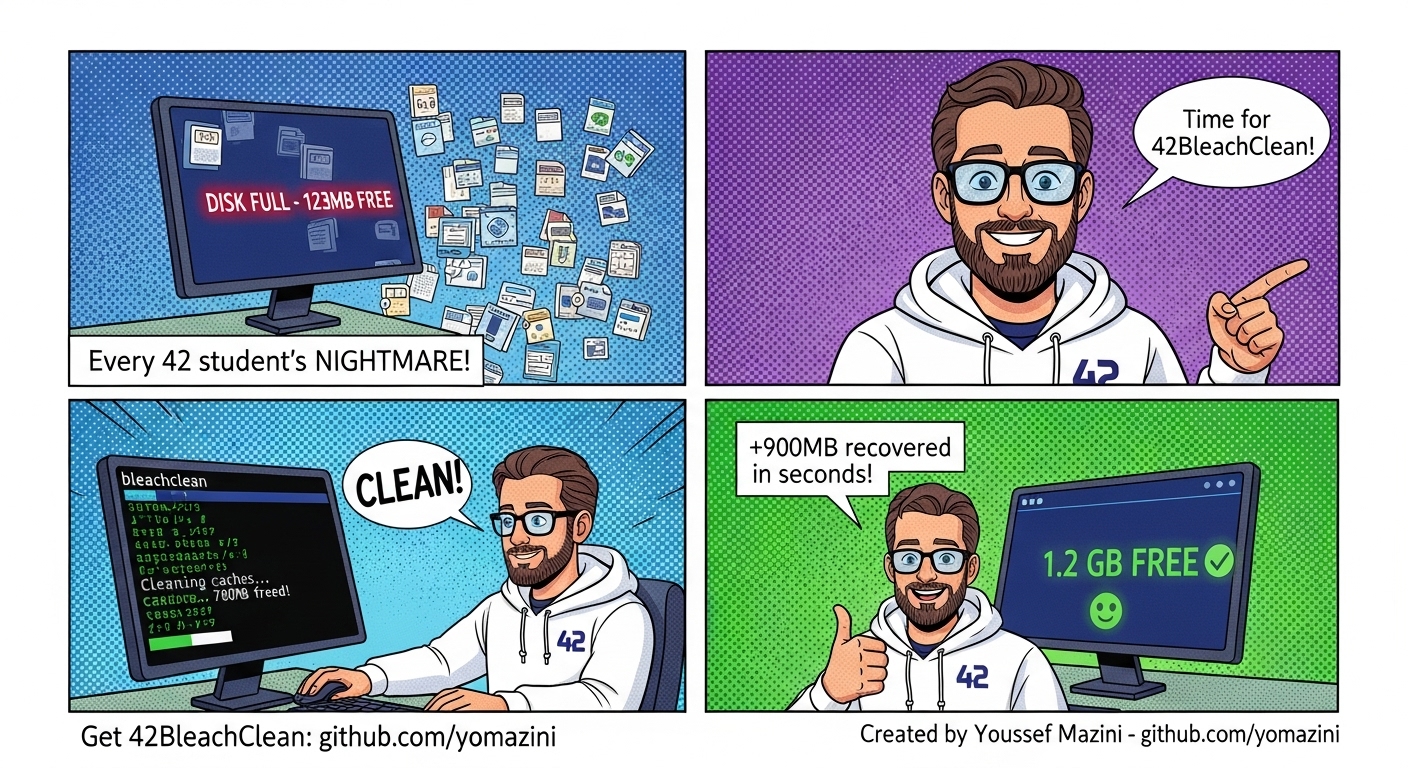 DISK FULL - 123MB FREE
Every 42 student's NIGHTMARE!
Time for
42BleachClean!
42
bleachclean
Cleaning caches...
780MB freed!
CLEAN!
42
+900MB recovered
in seconds!
1.2 GB FREE
42
Get 42BleachClean: github.com/yomazini
Created by Youssef Mazini - github.com/yomazini